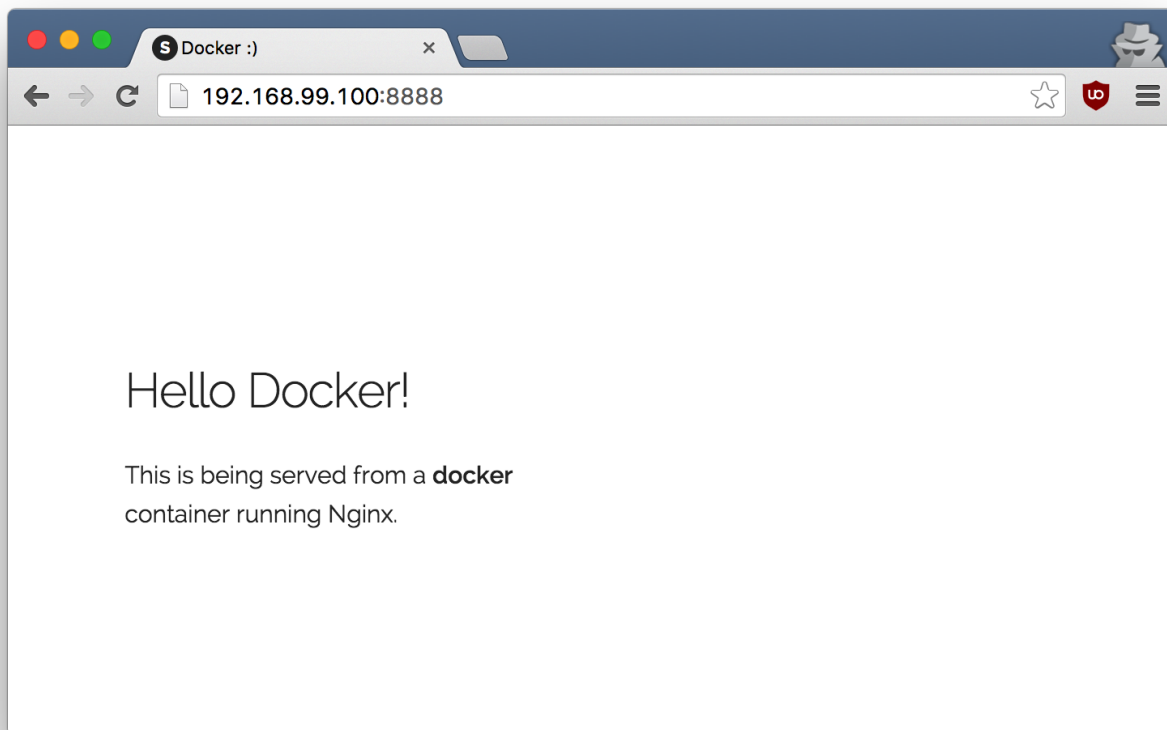 S Docker :)
192.168.99.100:8888
Hello Docker!
This is being served from a docker
container running Nginx.